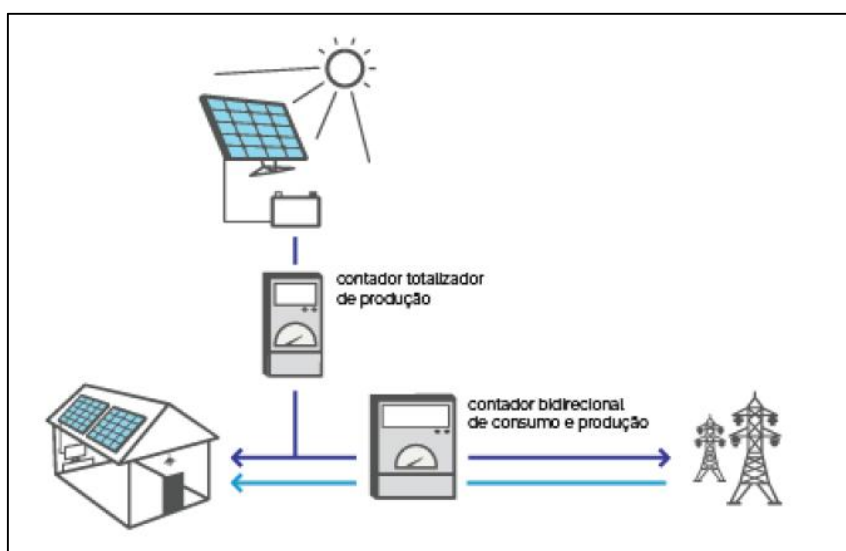 contador totalizador
de produção
contador bidirecional
de consumo e produção